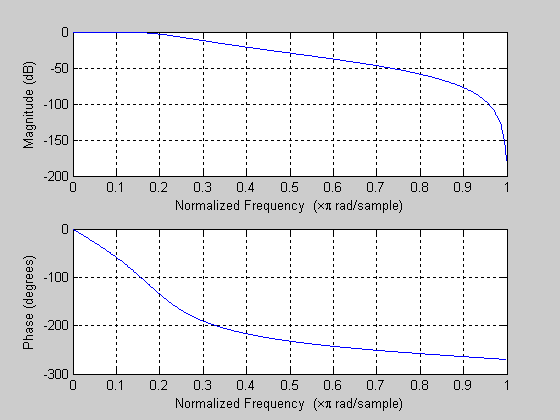 0
-50
-100
-150
-200
Magnitude (dB)
0 0.1 0.2 0.3 0.4 0.5 0.6 0.7 0.8 0.9 1
Normalized Frequency (×π rad/sample)
0
-100
-200
-300
Phase (degrees)
0 0.1 0.2 0.3 0.4 0.5 0.6 0.7 0.8 0.9 1
Normalized Frequency (×π rad/sample)